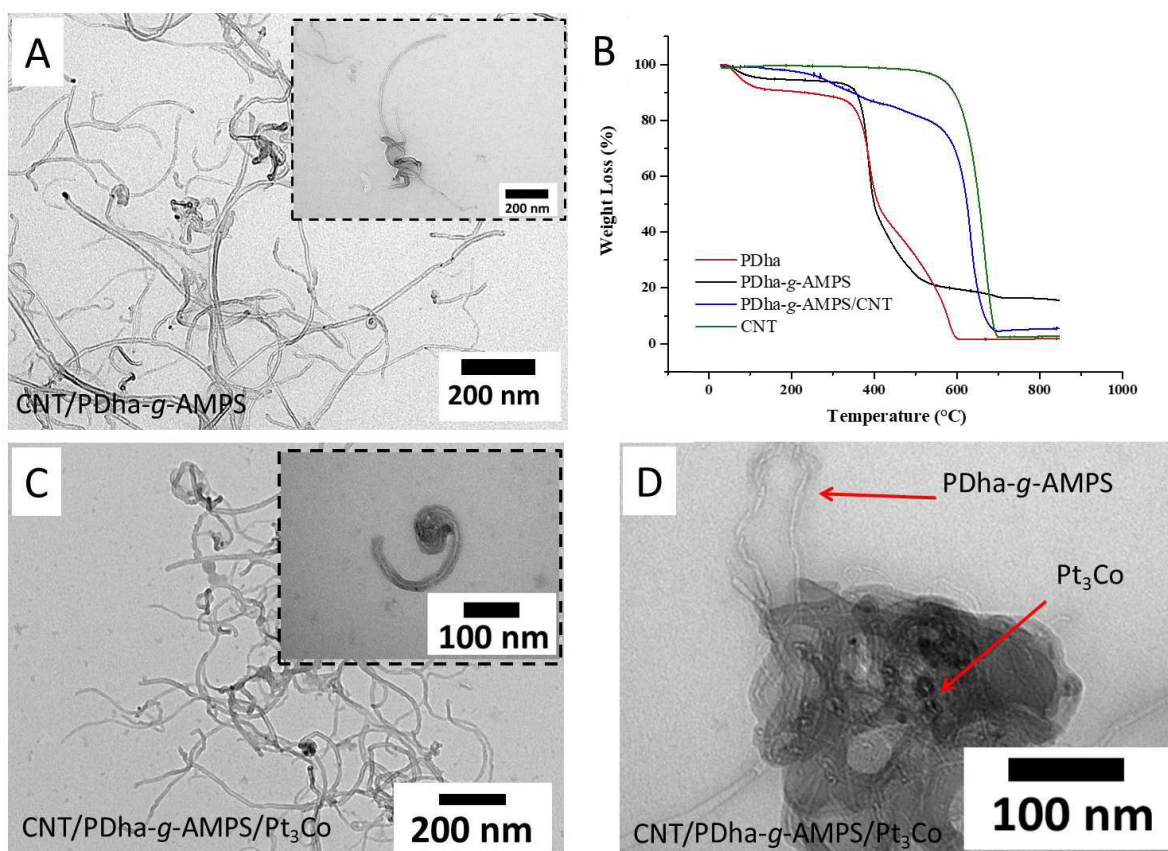 A
200 nm
200 nm
CNT/PDha-g-AMPS
B
100
80
60
40
20
0
Weight Loss (%)
PDha
PDha-g-AMPS
PDha-g-AMPS/CNT
CNT
0
200
400
600
800
1000
Temperature (°C)
C
100 nm
200 nm
CNT/PDha-g-AMPS/Pt₃Co
D
PDha-g-AMPS
Pt₃Co
100 nm
CNT/PDha-g-AMPS/Pt₃Co